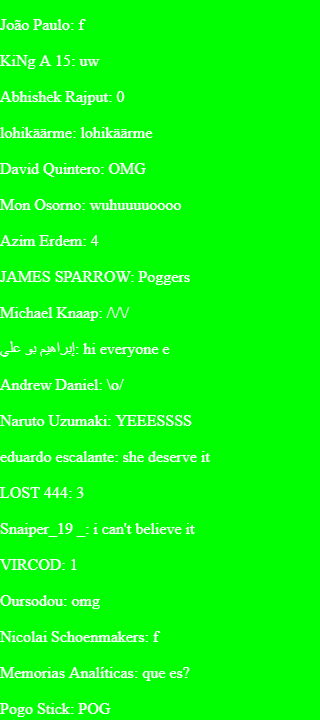 João Paulo: f
KiNg A 15: uw
Abhishek Rajput: 0
lohikäärme: lohikäärme
David Quintero: OMG
Mon Osorno: wuhuuuuoooo
Azim Erdem: 4
JAMES SPARROW: Poggers
Michael Knaap: /\/\/
إبراهيم بو علي: hi everyone e
Andrew Daniel: \o/
Naruto Uzumaki: YEEESSSS
eduardo escalante: she deserve it
LOST 444: 3
Snaiper_19 _: i can't believe it
VIRCOD: 1
Oursodou: omg
Nicolai Schoenmakers: f
Memorias Analíticas: que es?
Pogo Stick: POG